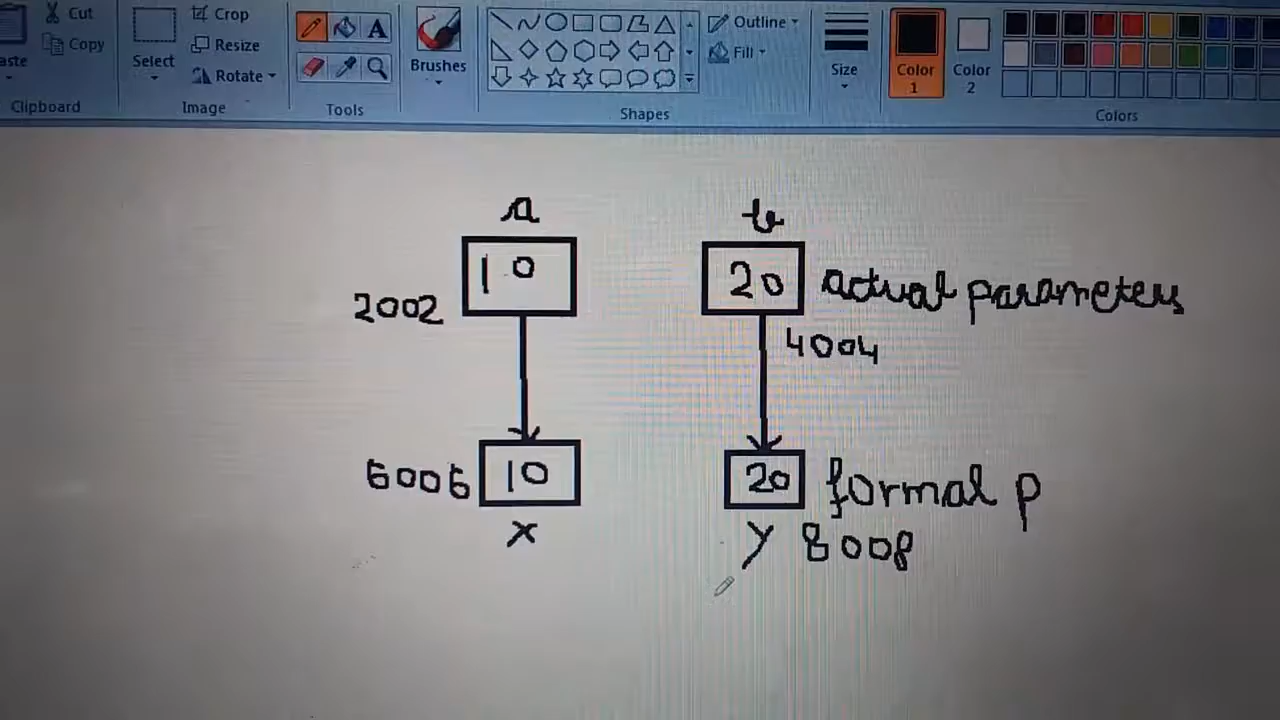 Cut
Copy
aste
Clipboard
Select
Crop
Resize
Rotate
Image
A
Tools
Brushes
Outline
Fill
Shapes
Size
Color 1
Color 2
Colors
a
b
10
20 actual parameters
2002
4004
6006 10
20 formal p
x
y 8008